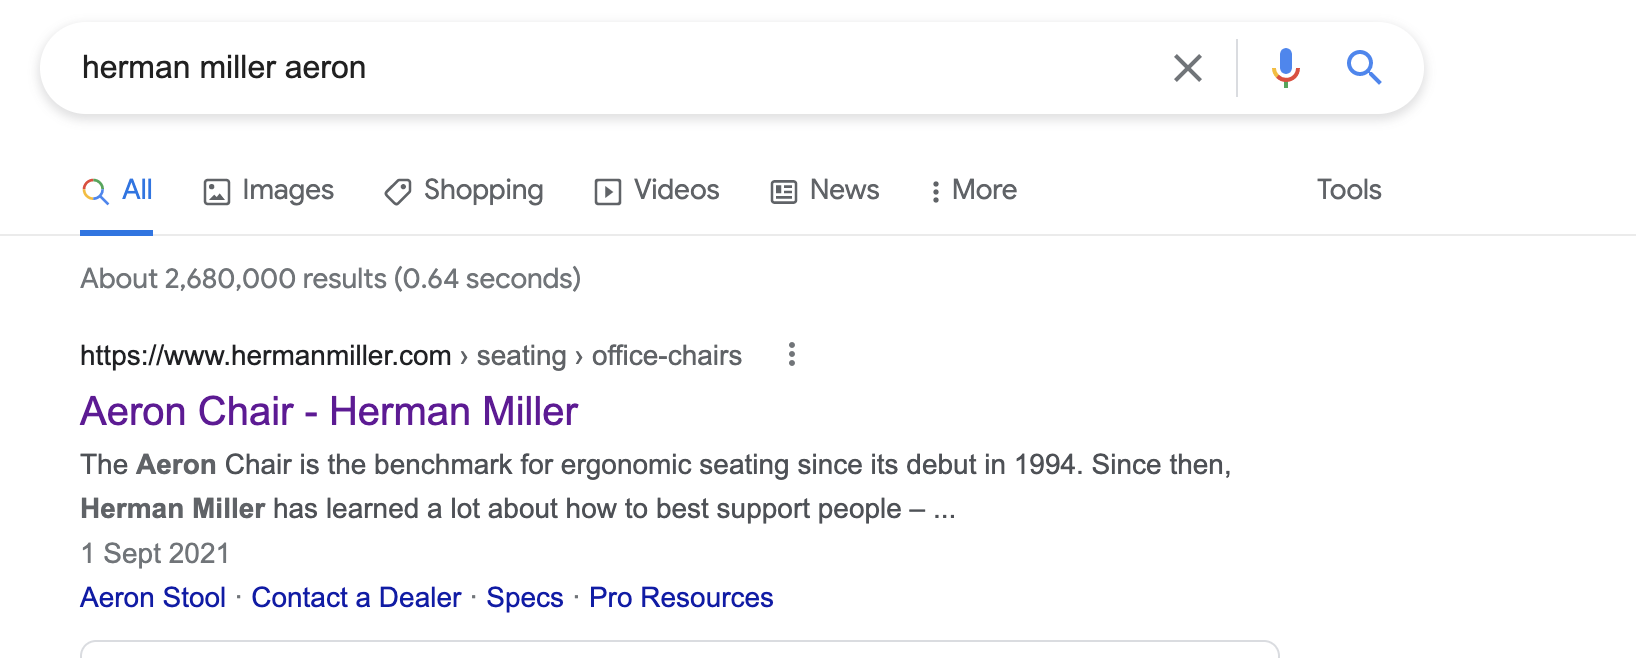 herman miller aeron
All Images Shopping Videos News More Tools
About 2,680,000 results (0.64 seconds)
https://www.hermanmiller.com › seating › office-chairs
Aeron Chair - Herman Miller
The Aeron Chair is the benchmark for ergonomic seating since its debut in 1994. Since then,
Herman Miller has learned a lot about how to best support people – ...
1 Sept 2021
Aeron Stool · Contact a Dealer · Specs · Pro Resources